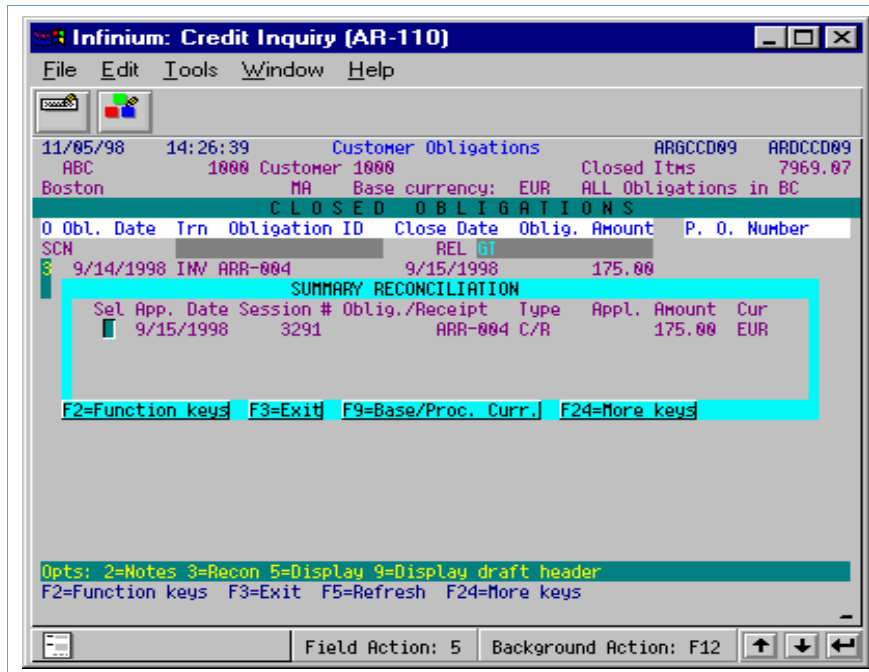 Infinium: Credit Inquiry (AR-110)
File Edit Tools Window Help
11/05/98 14:26:39 Customer Obligations ARGCCD09 ARDCCD09
ABC 1000 Customer 1000 Closed Itms 7969.07
Boston MA Base currency: EUR ALL Obligations in BC
C L O S E D O B L I G A T I O N S
O Obl. Date Trn Obligation ID Close Date Oblig. Amount P. O. Number
SCN REL GT
3 9/14/1998 INV ARR-004 9/15/1998 175.00
SUMMARY RECONCILIATION
Sel App. Date Session # Oblig./Receipt Type Appl. Amount Cur
9/15/1998 3291 ARR-004 C/R 175.00 EUR
F2=Function keys F3=Exit F9=Base/Proc. Curr. F24=More keys
Opts: 2=Notes 3=Recon 5=Display 9=Display draft header
F2=Function keys F3=Exit F5=Refresh F24=More keys
Field Action: 5 Background Action: F12